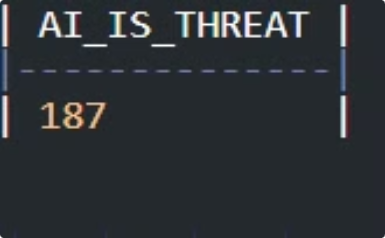 | AI_IS_THREAT |
|--------------|
| 187 |